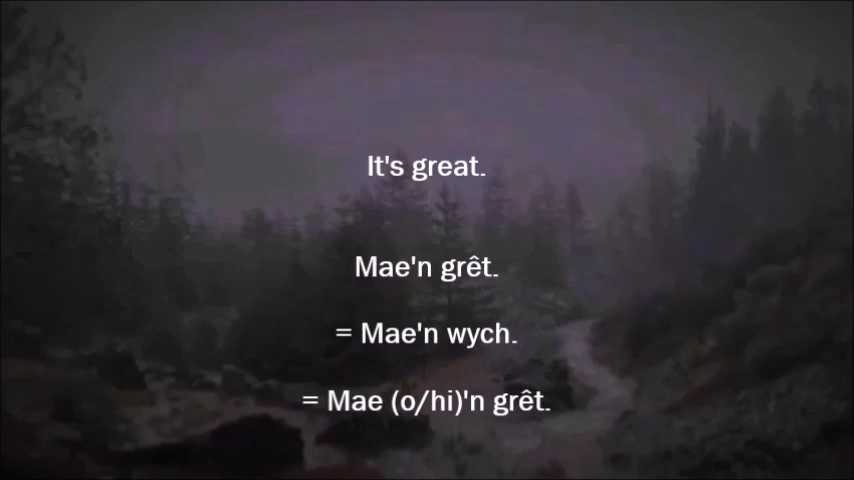 It's great.
Mae'n grêt.
= Mae'n wych.
= Mae (o/hi)'n grêt.